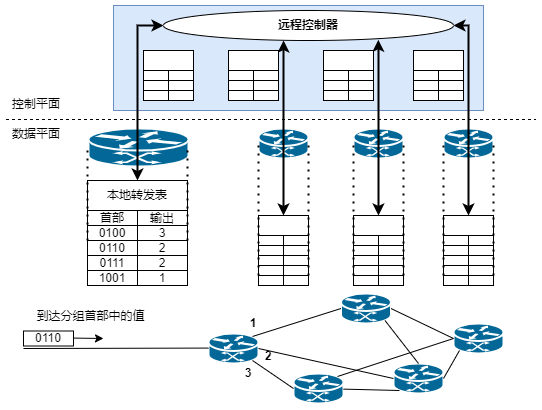 远程控制器
控制平面
数据平面
本地转发表
首部 输出
0100 3
0110 2
0111 2
1001 1
到达分组首部中的值
0110
1
2
3